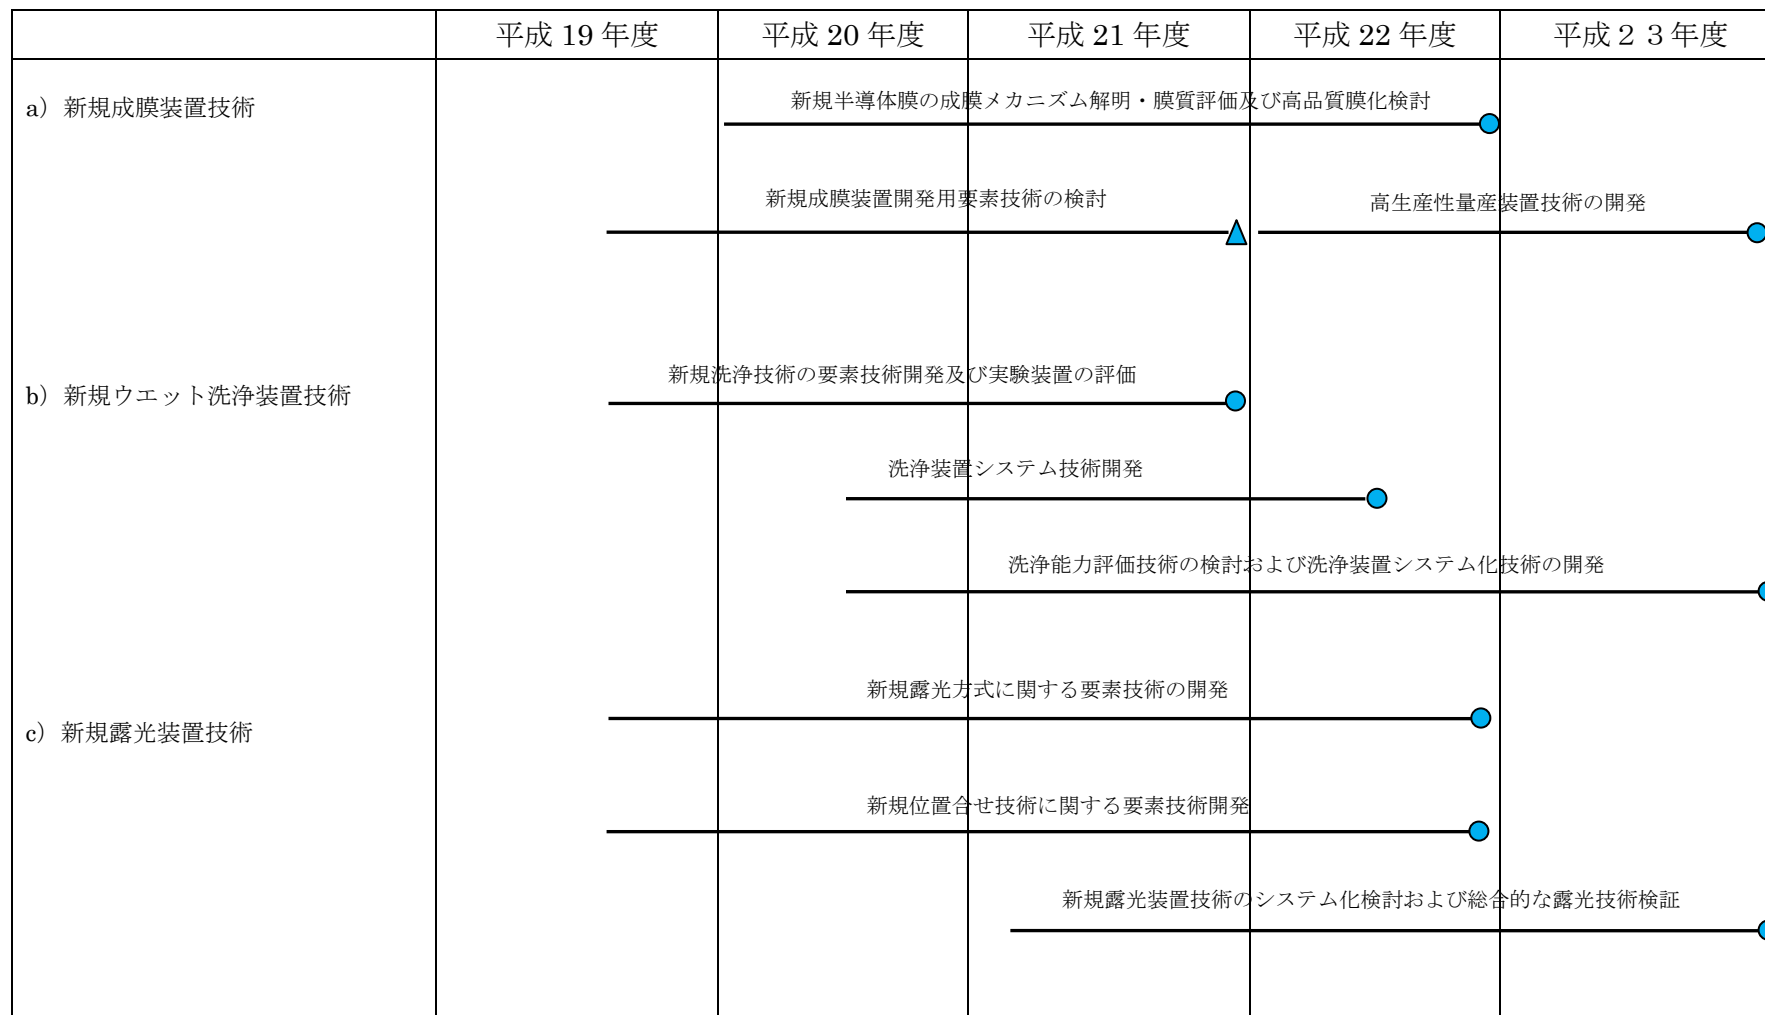 平成 19 年度
平成 20 年度
平成 21 年度
平成 22 年度
平成２３年度
a）新規成膜装置技術
新規半導体膜の成膜メカニズム解明・膜質評価及び高品質膜化検討
新規成膜装置開発用要素技術の検討
高生産性量産装置技術の開発
b）新規ウエット洗浄装置技術
新規洗浄技術の要素技術開発及び実験装置の評価
洗浄装置システム技術開発
洗浄能力評価技術の検討および洗浄装置システム化技術の開発
c）新規露光装置技術
新規露光方式に関する要素技術の開発
新規位置合せ技術に関する要素技術開発
新規露光装置技術のシステム化検討および総合的な露光技術検証